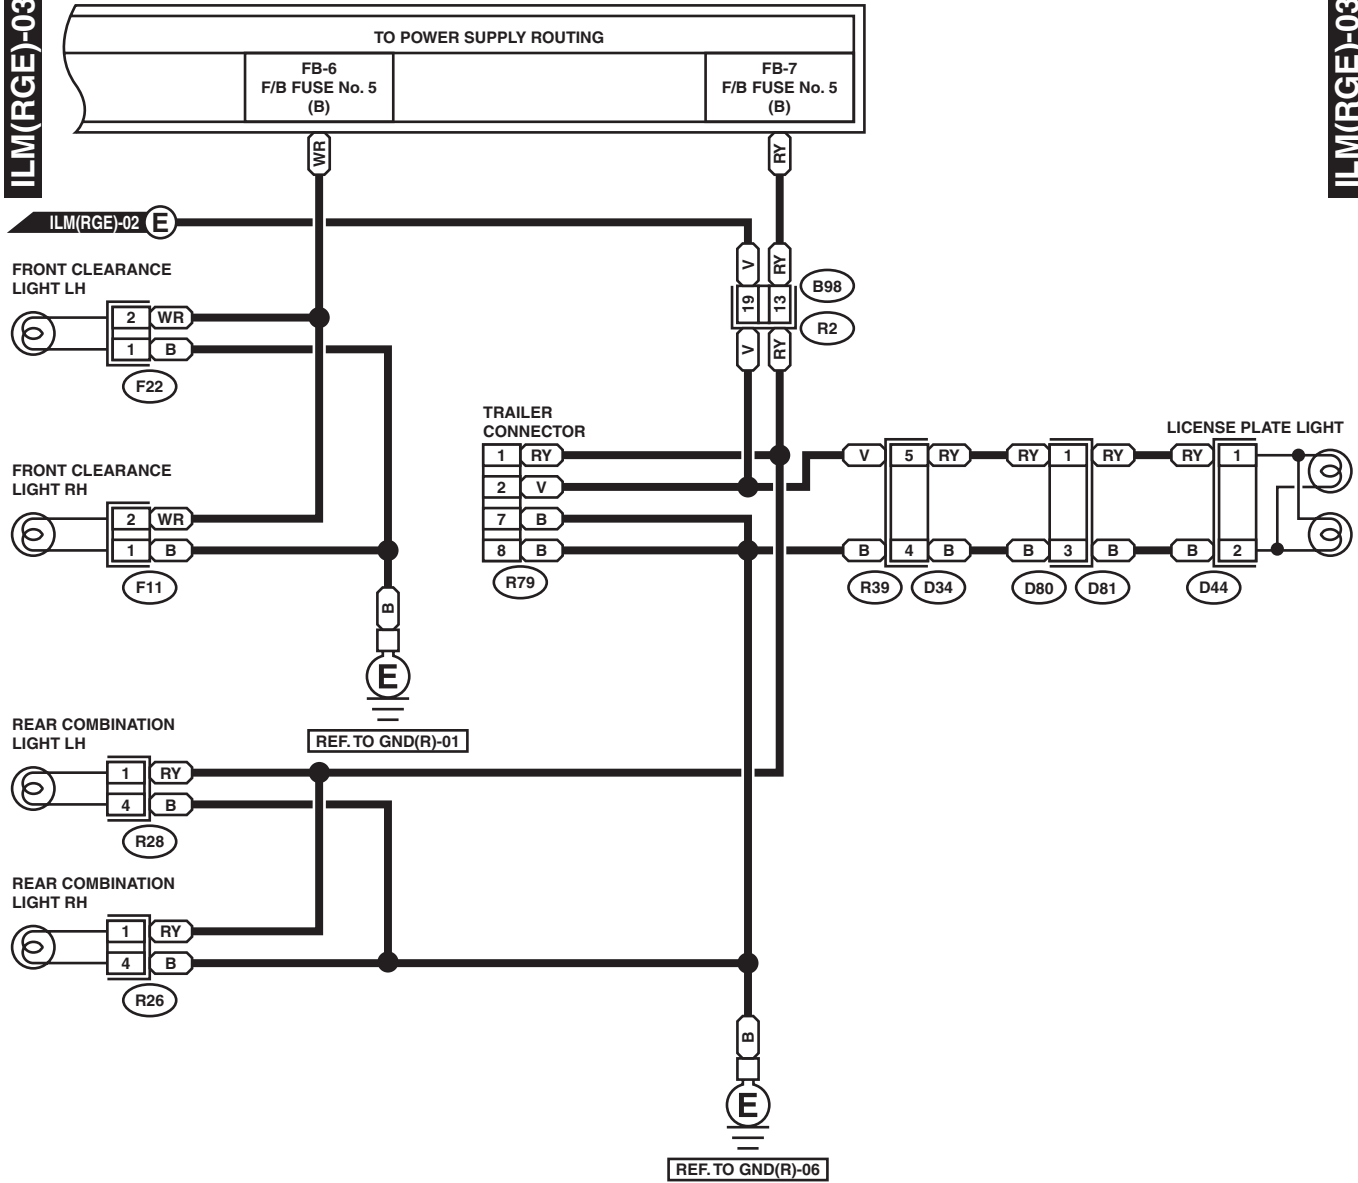 ILM(RGE)-03
ILM(RGE)-03
TO POWER SUPPLY ROUTING
FB-6
F/B FUSE No. 5
(B)
FB-7
F/B FUSE No. 5
(B)
WR
RY
ILM(RGE)-02 E
V
RY
19
13
B98
R2
V
RY
FRONT CLEARANCE
LIGHT LH
2 WR
1 B
F22
FRONT CLEARANCE
LIGHT RH
2 WR
1 B
F11
B
E
REF. TO GND(R)-01
TRAILER
CONNECTOR
1 RY
2 V
7 B
8 B
R79
LICENSE PLATE LIGHT
V 5 RY RY 1 RY RY 1
B 4 B B 3 B B 2
R39 D34 D80 D81 D44
REAR COMBINATION
LIGHT LH
1 RY
4 B
R28
REAR COMBINATION
LIGHT RH
1 RY
4 B
R26
B
E
REF. TO GND(R)-06